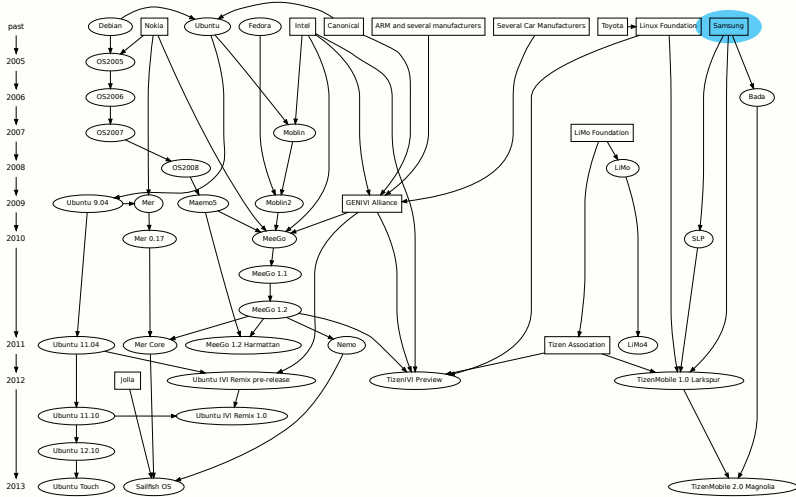 past
Debian
Nokia
Ubuntu
Fedora
Intel
Canonical
ARM and several manufacturers
Several Car Manufacturers
Toyota
Linux Foundation
Samsung
2005
OS2005
2006
OS2006
Bada
2007
OS2007
Moblin
LiMo Foundation
2008
OS2008
LiMo
2009
Ubuntu 9.04
Mer
Maemo5
Moblin2
GENIVI Alliance
2010
Mer 0.17
MeeGo
SLP
MeeGo 1.1
MeeGo 1.2
2011
Ubuntu 11.04
Mer Core
MeeGo 1.2 Harmattan
Nemo
Tizen Association
LiMo4
2012
Jolla
Ubuntu IVI Remix pre-release
TizenIVI Preview
TizenMobile 1.0 Larkspur
Ubuntu 11.10
Ubuntu IVI Remix 1.0
Ubuntu 12.10
2013
Ubuntu Touch
Sailfish OS
TizenMobile 2.0 Magnolia